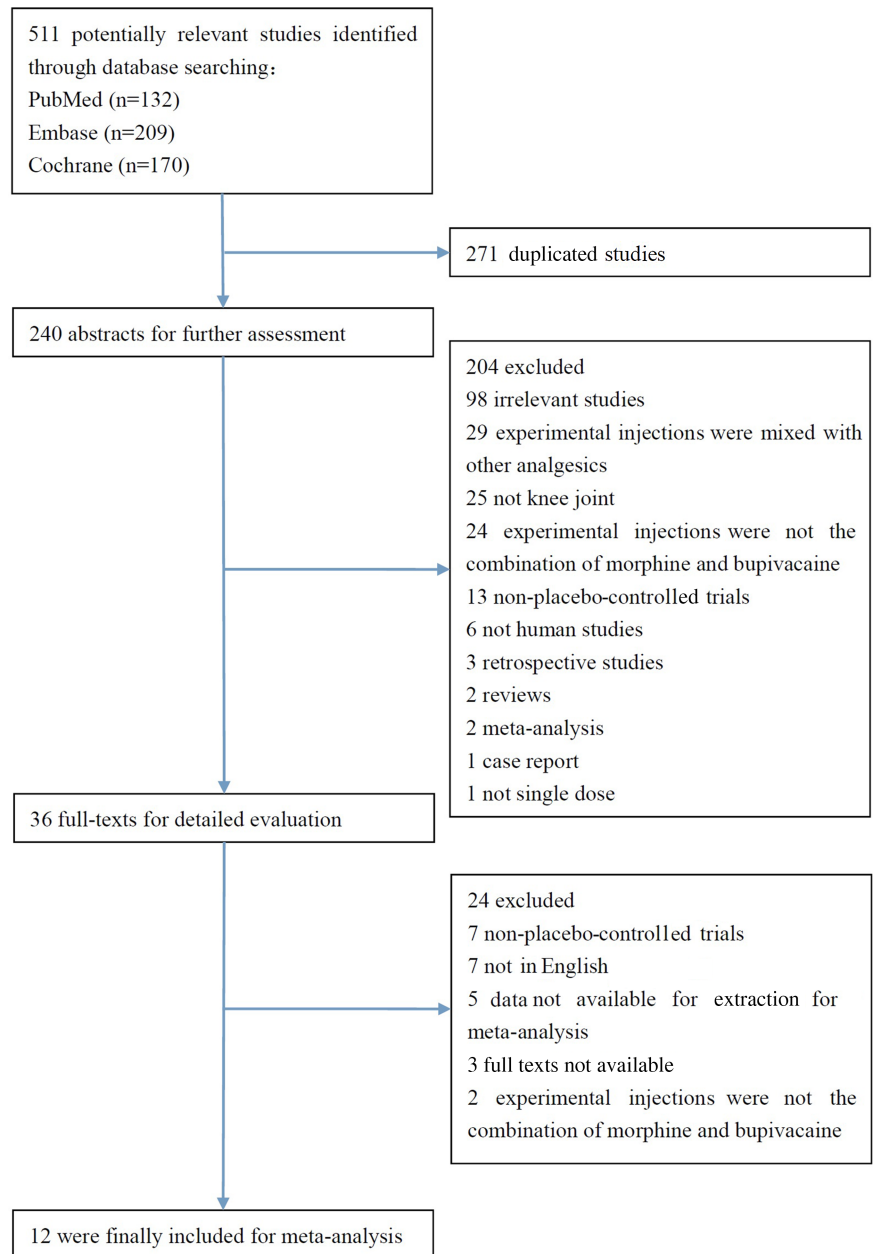 511 potentially relevant studies identified
through database searching：
PubMed (n=132)
Embase (n=209)
Cochrane (n=170)
271 duplicated studies
240 abstracts for further assessment
204 excluded
98 irrelevant studies
29 experimental injections were mixed with
other analgesics
25 not knee joint
24 experimental injections were not the
combination of morphine and bupivacaine
13 non-placebo-controlled trials
6 not human studies
3 retrospective studies
2 reviews
2 meta-analysis
1 case report
1 not single dose
36 full-texts for detailed evaluation
24 excluded
7 non-placebo-controlled trials
7 not in English
5 data not available for extraction for
meta-analysis
3 full texts not available
2 experimental injections were not the
combination of morphine and bupivacaine
12 were finally included for meta-analysis